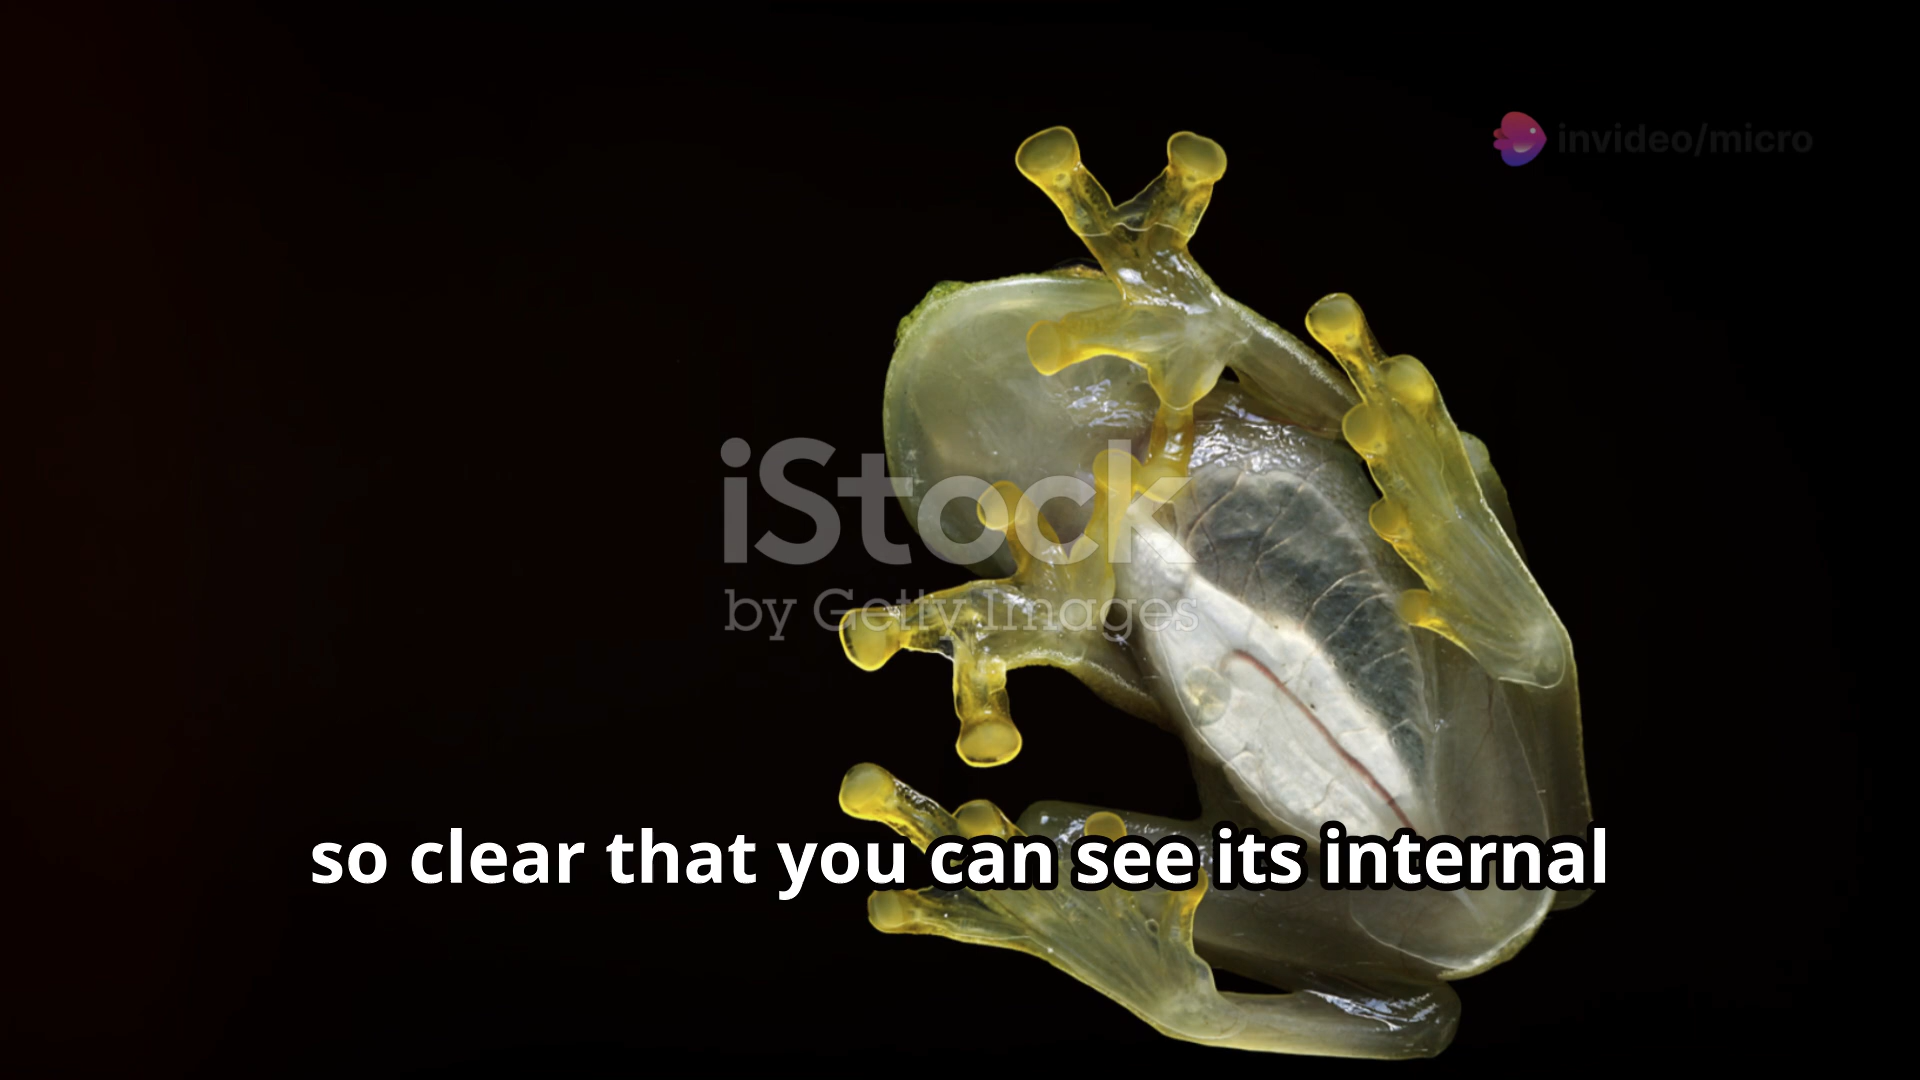 invideo/micro
iStock
by Getty Images
so clear that you can see its internal